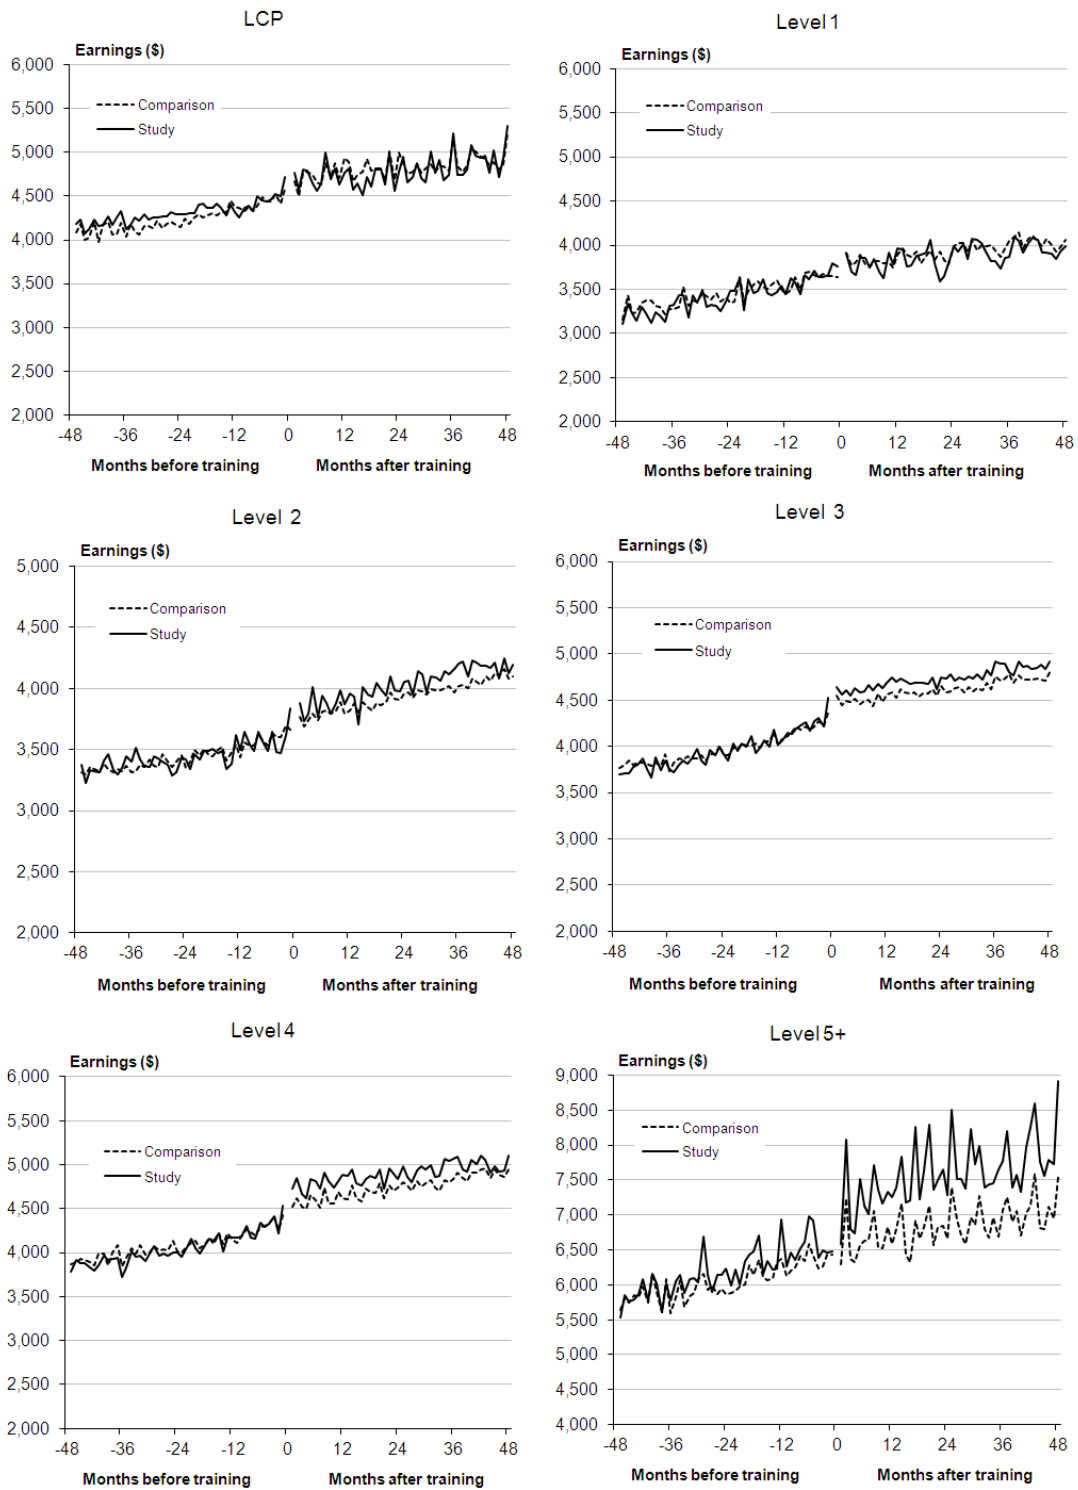 LCP
Earnings ($)
6,000
5,500
5,000
4,500
4,000
3,500
3,000
2,500
2,000
Comparison
Study
-48 -36 -24 -12 0 12 24 36 48
Months before training Months after training
Level 1
Earnings ($)
6,000
5,500
5,000
4,500
4,000
3,500
3,000
2,500
2,000
Comparison
Study
-48 -36 -24 -12 0 12 24 36 48
Months before training Months after training
Level 2
Earnings ($)
5,000
4,500
4,000
3,500
3,000
2,500
2,000
Comparison
Study
-48 -36 -24 -12 0 12 24 36 48
Months before training Months after training
Level 3
Earnings ($)
6,000
5,500
5,000
4,500
4,000
3,500
3,000
2,500
2,000
Comparison
Study
-48 -36 -24 -12 0 12 24 36 48
Months before training Months after training
Level 4
Earnings ($)
6,000
5,500
5,000
4,500
4,000
3,500
3,000
2,500
2,000
Comparison
Study
-48 -36 -24 -12 0 12 24 36 48
Months before training Months after training
Level 5+
Earnings ($)
9,000
8,500
8,000
7,500
7,000
6,500
6,000
5,500
5,000
4,500
4,000
Comparison
Study
-48 -36 -24 -12 0 12 24 36 48
Months before training Months after training